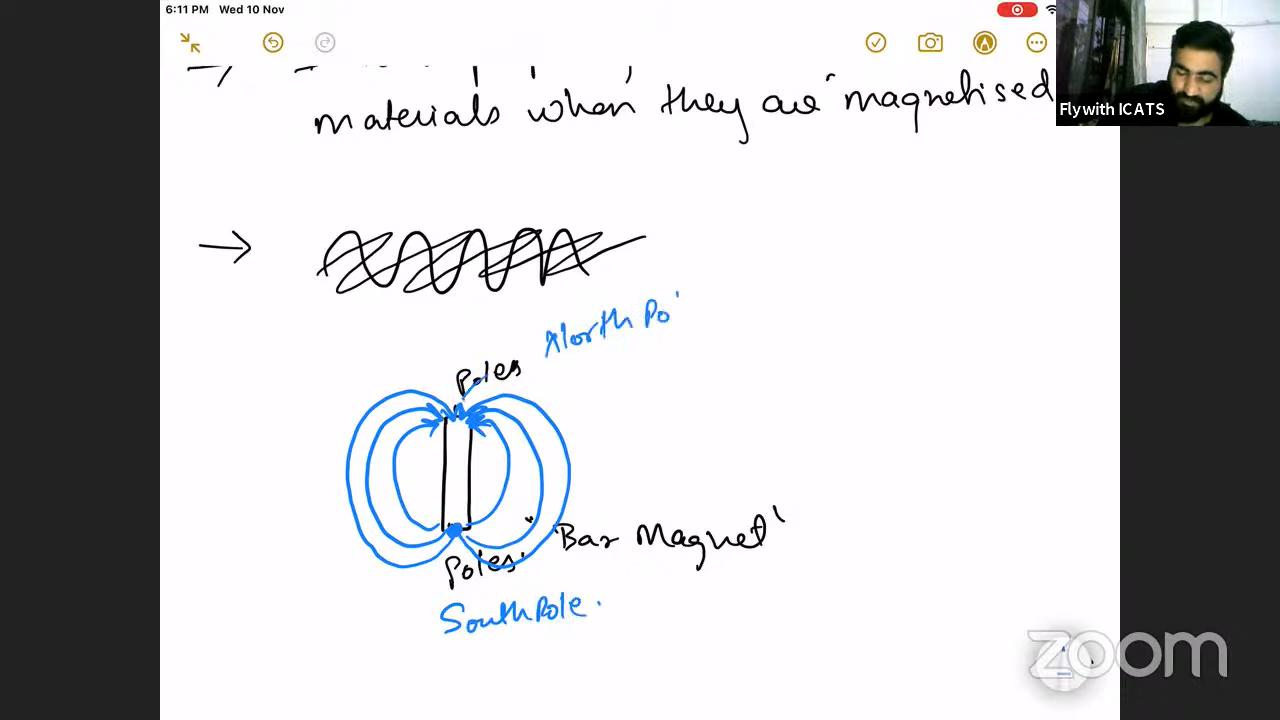 6:11 PM Wed 10 Nov
materials when they are magnetised
Flywith ICATS
North Po
Poles
Bar Magnet
Poles.
South Pole.
zoom